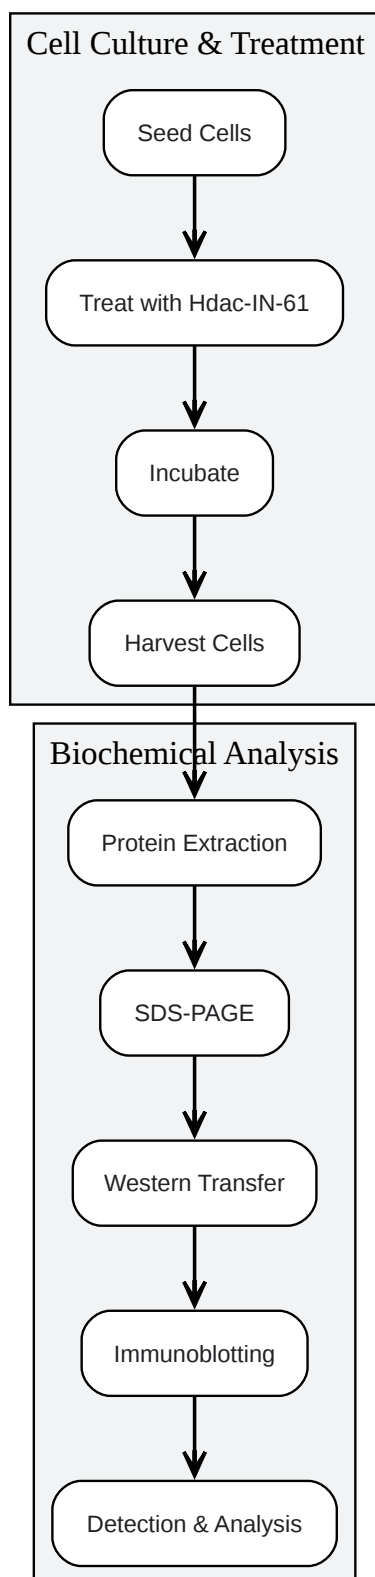 Cell Culture & Treatment
Seed Cells
Treat with Hdac-IN-61
Incubate
Harvest Cells
Biochemical Analysis
Protein Extraction
SDS-PAGE
Western Transfer
Immunoblotting
Detection & Analysis